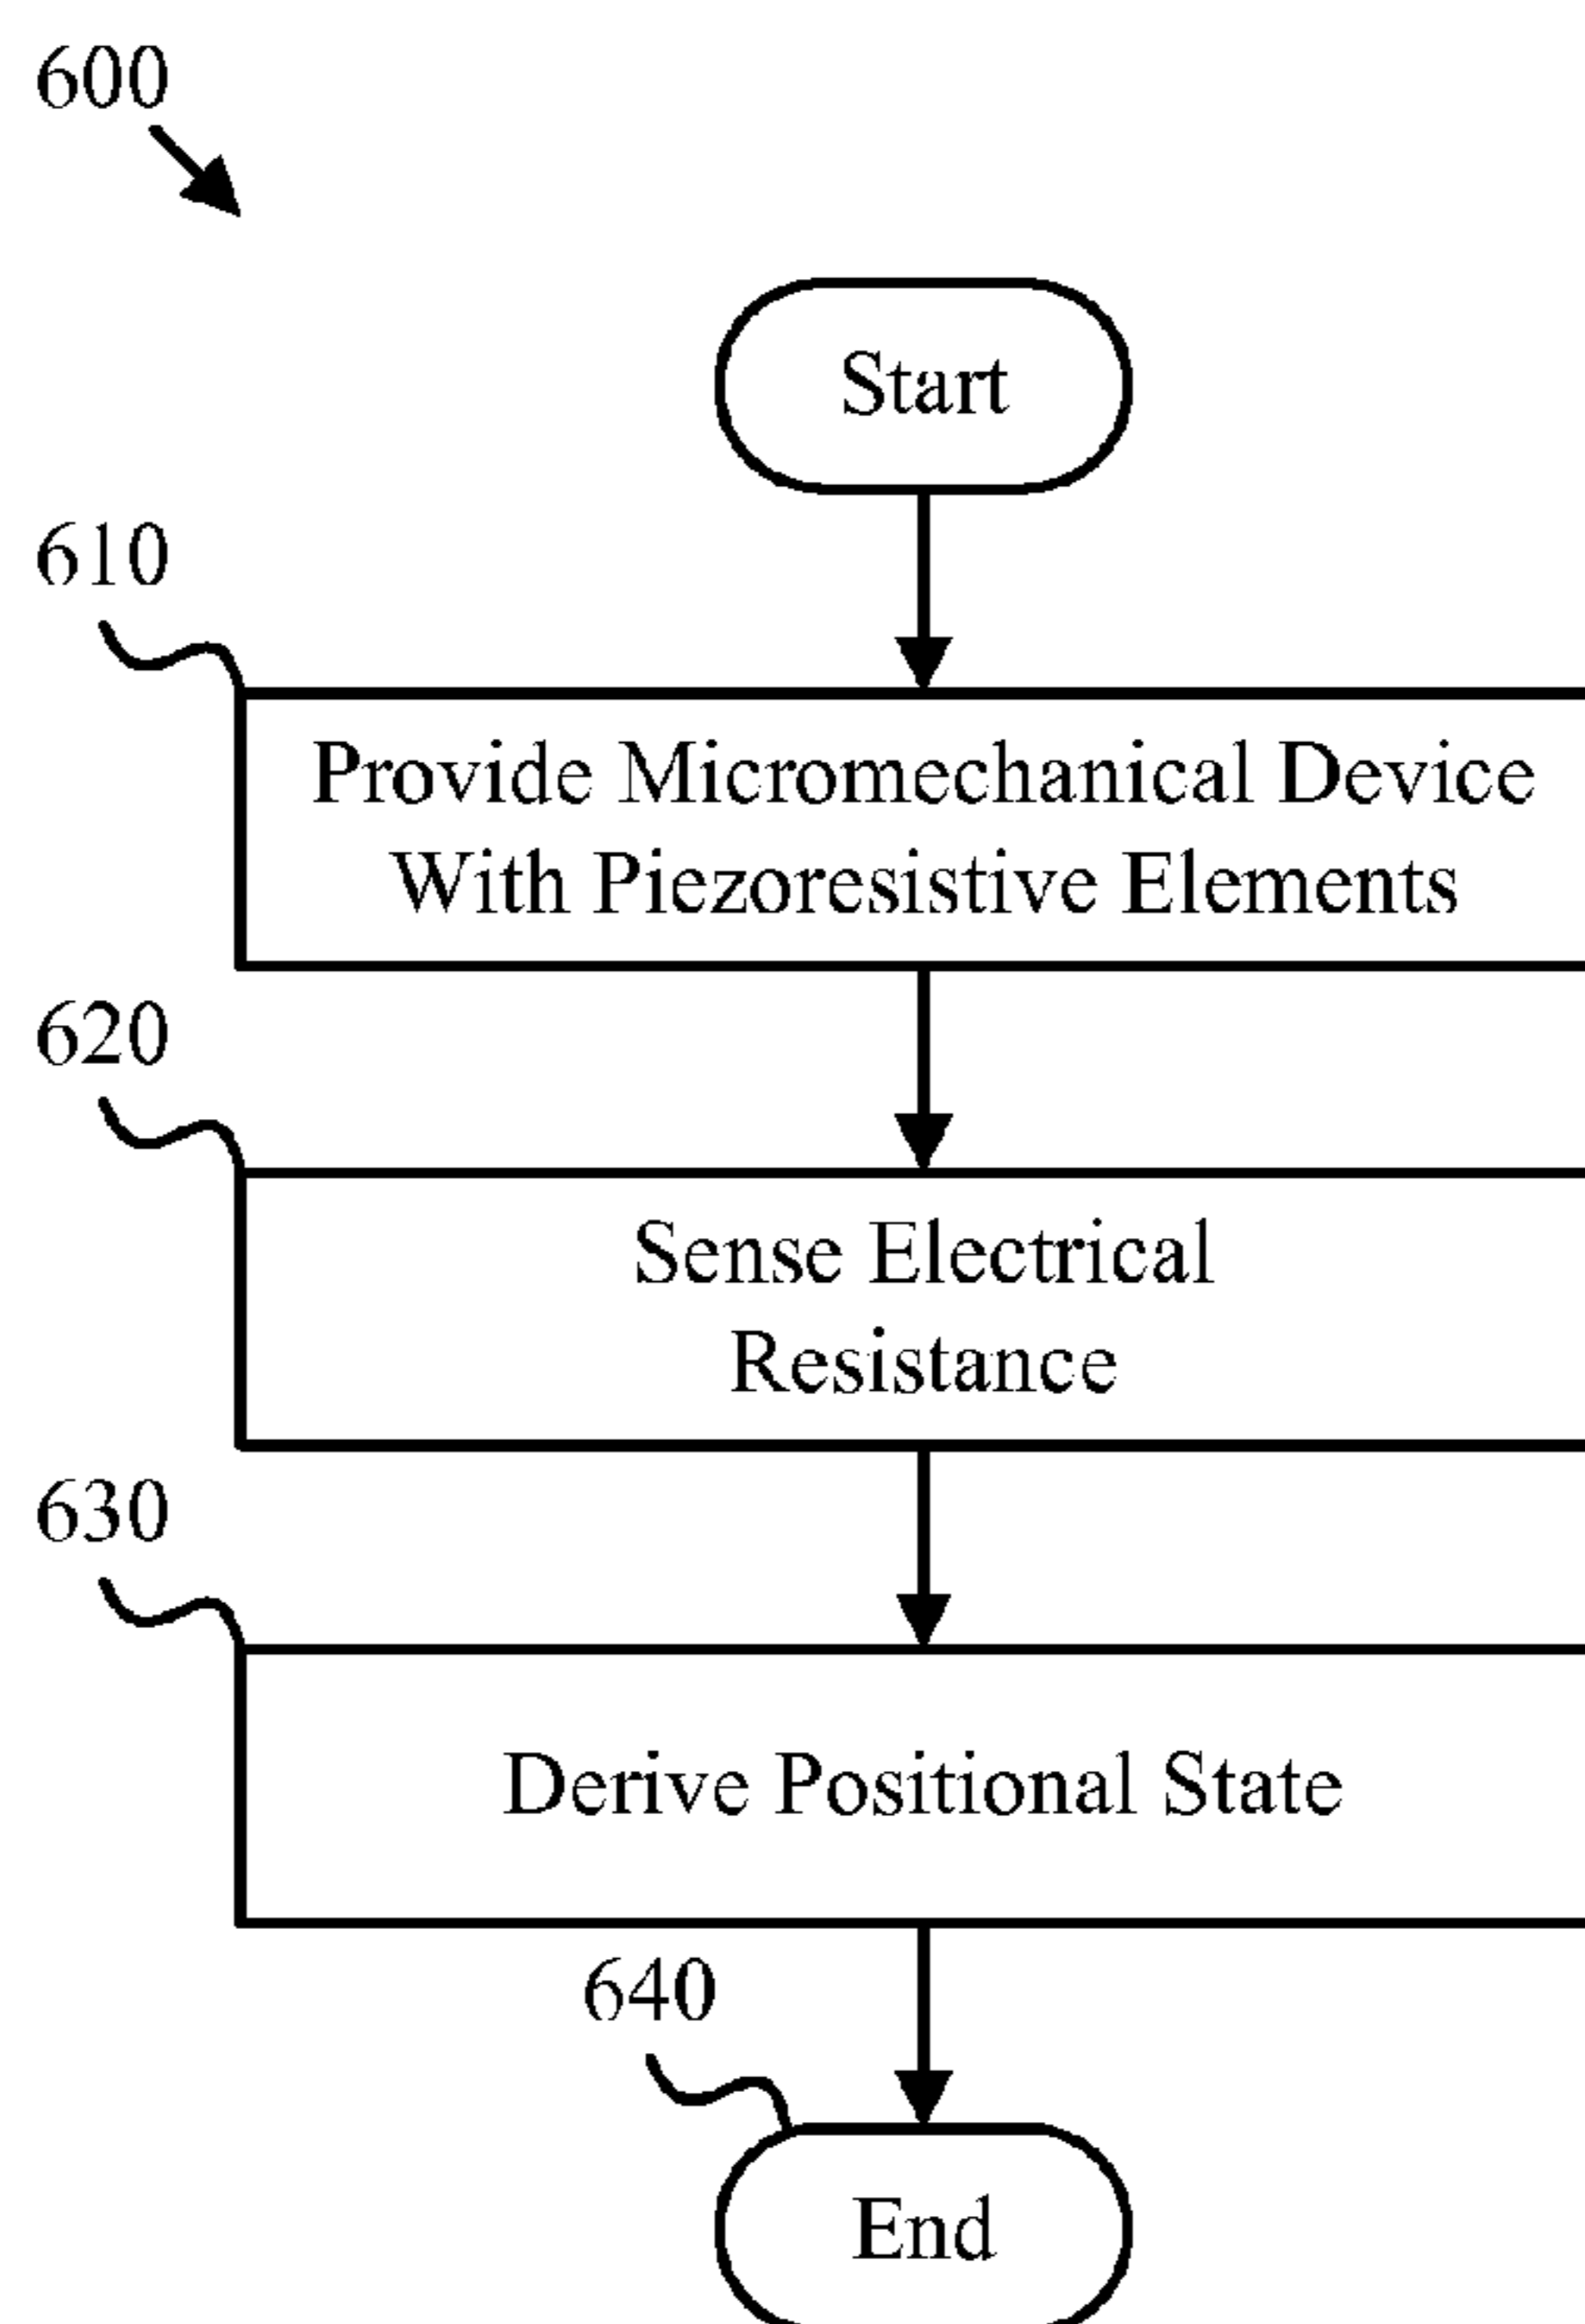 600
Start
610
Provide Micromechanical Device
With Piezoresistive Elements
620
Sense Electrical
Resistance
630
Derive Positional State
640
End